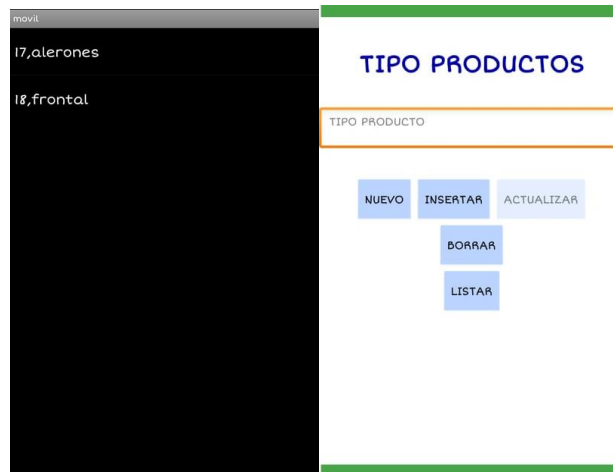 movil
17,alerones
18,frontal
TIPO PRODUCTOS
TIPO PRODUCTO
NUEVO INSERTAR ACTUALIZAR
BORRAR
LISTAR